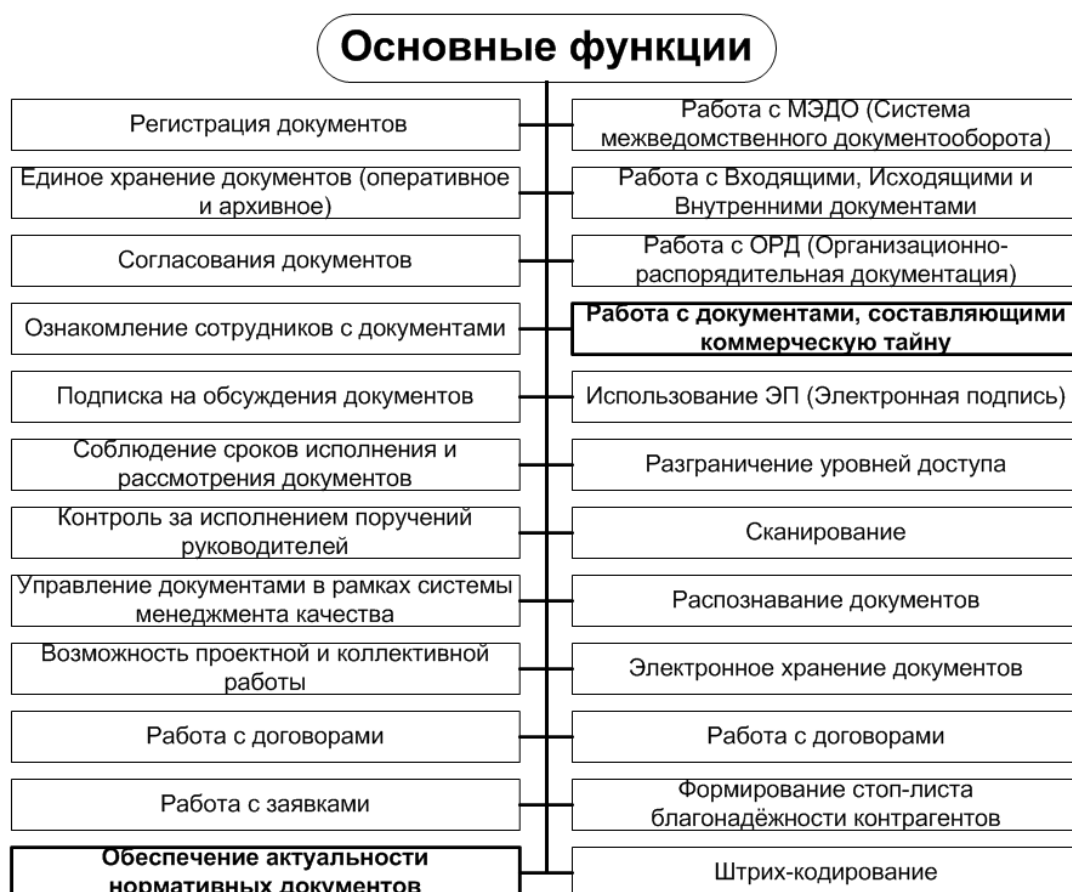 Основные функции
Регистрация документов
Единое хранение документов (оперативное
и архивное)
Согласования документов
Ознакомление сотрудников с документами
Подписка на обсуждения документов
Соблюдение сроков исполнения и
рассмотрения документов
Контроль за исполнением поручений
руководителей
Управление документами в рамках системы
менеджмента качества
Возможность проектной и коллективной
работы
Работа с договорами
Работа с заявками
Обеспечение актуальности
нормативных документов
Работа с МЭДО (Система
межведомственного документооборота)
Работа с Входящими, Исходящими и
Внутренними документами
Работа с ОРД (Организационно-
распорядительная документация)
Работа с документами, составляющими
коммерческую тайну
Использование ЭП (Электронная подпись)
Разграничение уровней доступа
Сканирование
Распознавание документов
Электронное хранение документов
Работа с договорами
Формирование стоп-листа
благонадёжности контрагентов
Штрих-кодирование